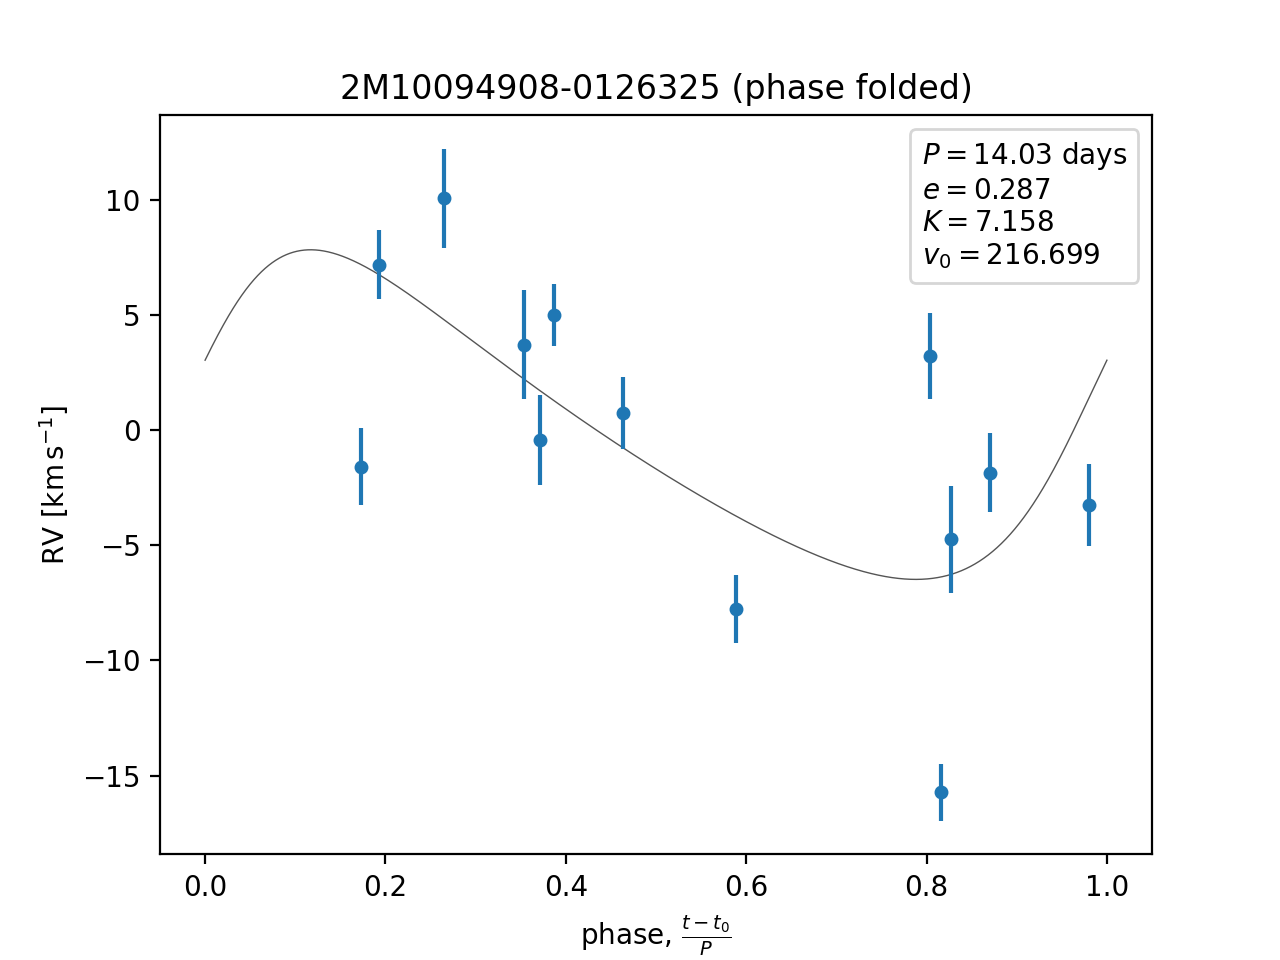 2M10094908-0126325 (phase folded)
P = 14.03 days
e = 0.287
K = 7.158
v₀ = 216.699
RV [km s⁻¹]
10
5
0
−5
−10
−15
0.0 0.2 0.4 0.6 0.8 1.0
phase, (t − t₀)/P